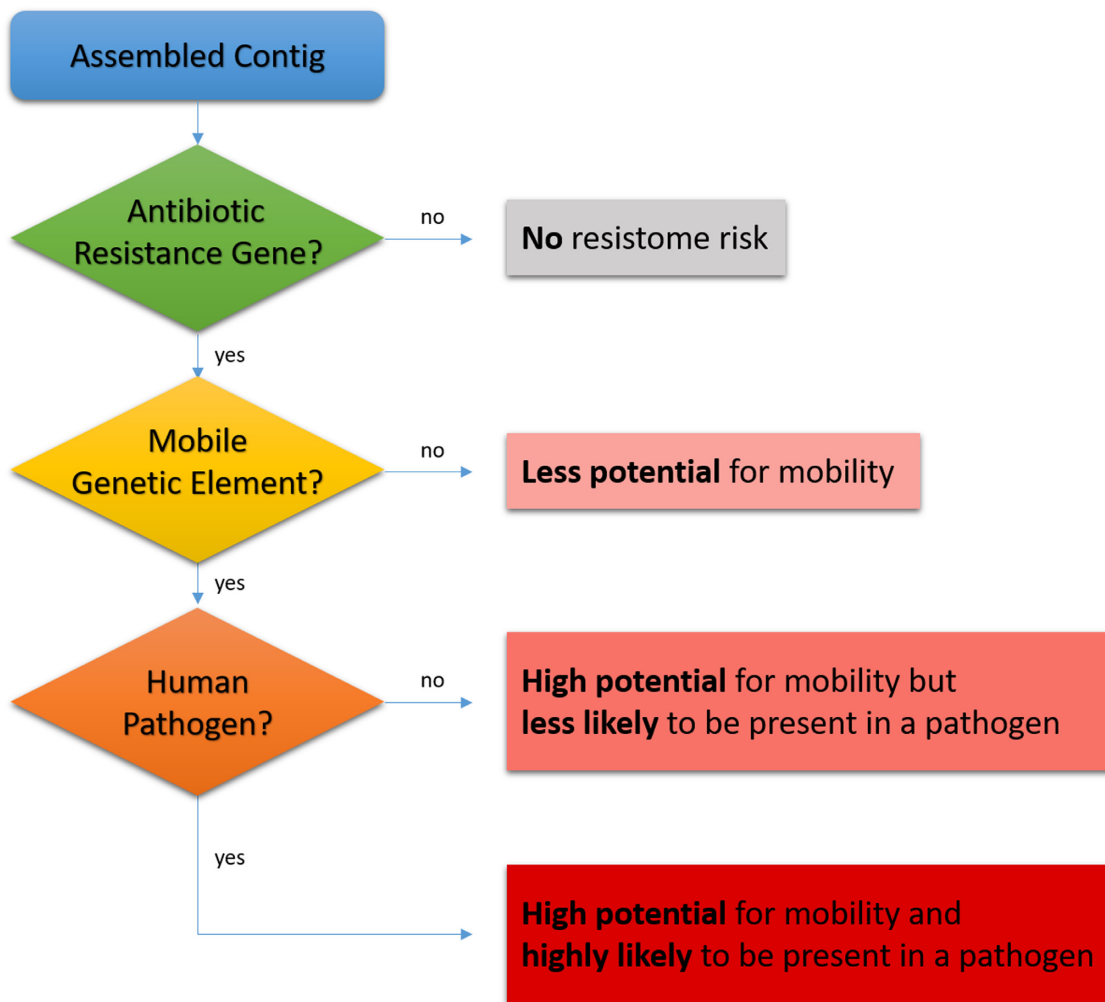 Assembled Contig
Antibiotic
Resistance Gene?
no
No resistome risk
yes
Mobile
Genetic Element?
no
Less potential for mobility
yes
Human
Pathogen?
no
High potential for mobility but
less likely to be present in a pathogen
yes
High potential for mobility and
highly likely to be present in a pathogen